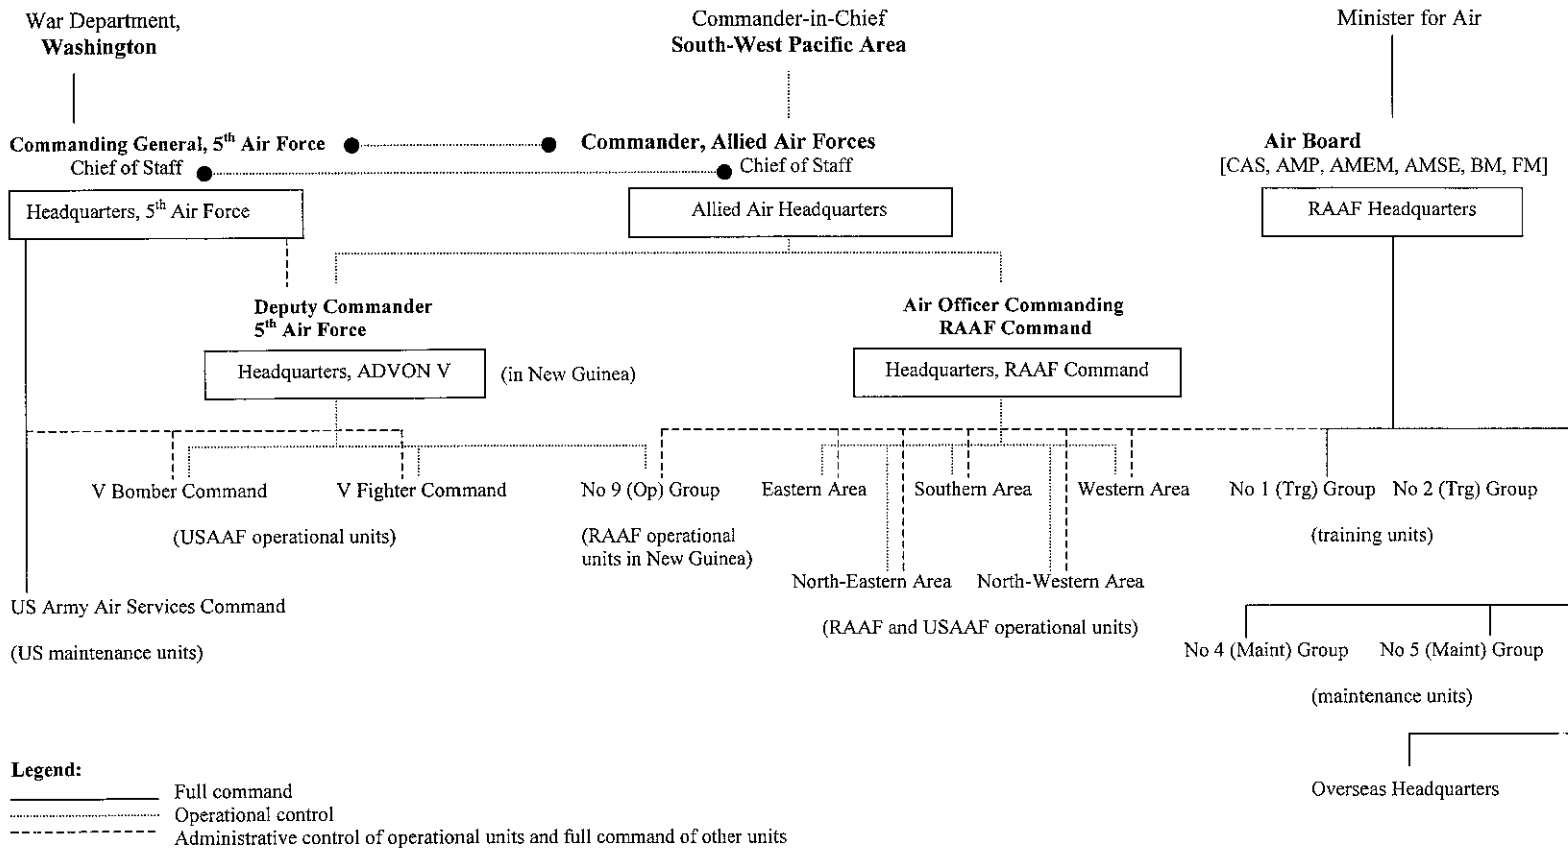 War Department,
Washington
Commander-in-Chief
South-West Pacific Area
Minister for Air
Commanding General, 5th Air Force
Chief of Staff
Commander, Allied Air Forces
Chief of Staff
Air Board
[CAS, AMP, AMEM, AMSE, BM, FM]
Headquarters, 5th Air Force
Allied Air Headquarters
RAAF Headquarters
Deputy Commander
5th Air Force
Air Officer Commanding
RAAF Command
Headquarters, ADVON V
(in New Guinea)
Headquarters, RAAF Command
V Bomber Command
V Fighter Command
No 9 (Op) Group
Eastern Area
Southern Area
Western Area
No 1 (Trg) Group
No 2 (Trg) Group
(USAAF operational units)
(RAAF operational
units in New Guinea)
(training units)
North-Eastern Area
North-Western Area
US Army Air Services Command
(RAAF and USAAF operational units)
(US maintenance units)
No 4 (Maint) Group
No 5 (Maint) Group
(maintenance units)
Overseas Headquarters
Legend:
Full command
Operational control
Administrative control of operational units and full command of other units